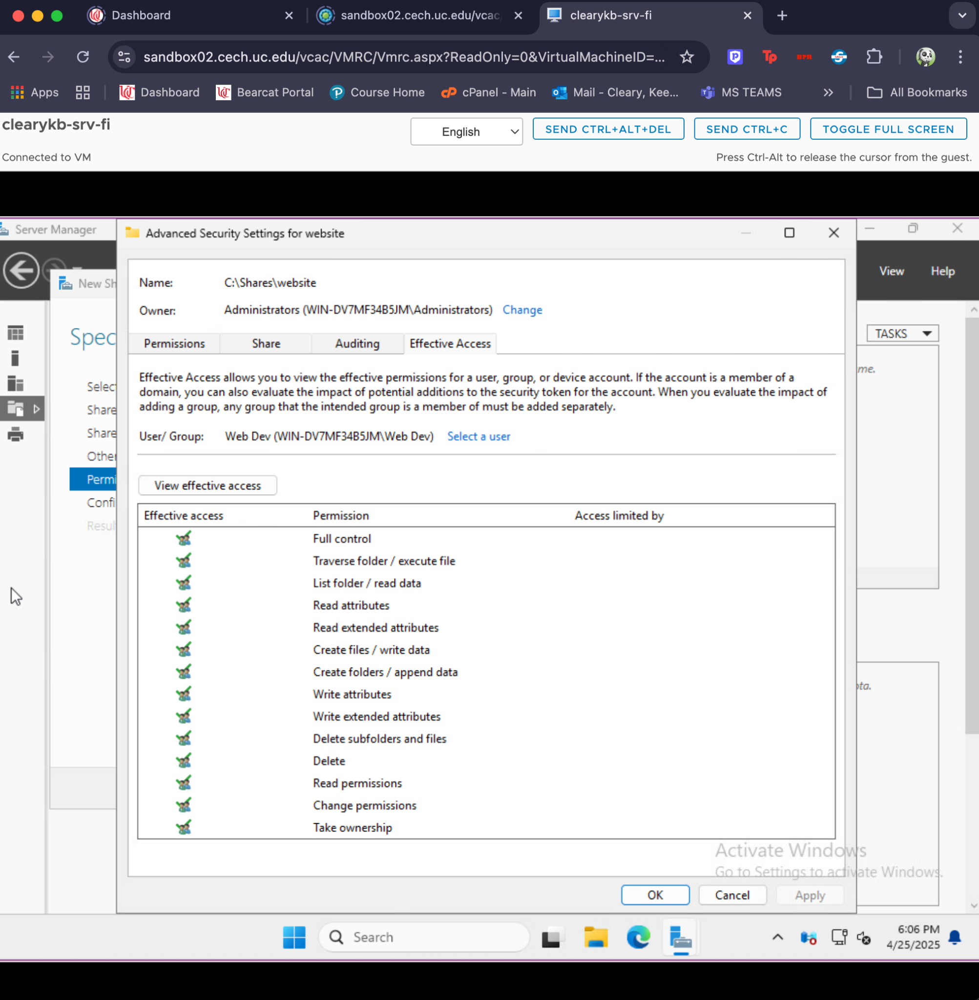 Dashboard
sandbox02.cech.uc.edu/vcac
clearykb-srv-fi
sandbox02.cech.uc.edu/vcac/VMRC/Vmrc.aspx?ReadOnly=0&VirtualMachineID=...
Apps
Dashboard
Bearcat Portal
Course Home
cPanel - Main
Mail - Cleary, Kee...
MS TEAMS
All Bookmarks
clearykb-srv-fi
English
SEND CTRL+ALT+DEL
SEND CTRL+C
TOGGLE FULL SCREEN
Connected to VM
Press Ctrl-Alt to release the cursor from the guest.
Server Manager
Advanced Security Settings for website
View
Help
New Sh
Name: C:\Shares\website
Owner: Administrators (WIN-DV7MF34B5JM\Administrators) Change
Spec
TASKS
Permissions
Share
Auditing
Effective Access
me.
Effective Access allows you to view the effective permissions for a user, group, or device account. If the account is a member of a
domain, you can also evaluate the impact of potential additions to the security token for the account. When you evaluate the impact of
adding a group, any group that the intended group is a member of must be added separately.
Selec
Share
Share
Other
Permi
Confi
Resul
User/ Group: Web Dev (WIN-DV7MF34B5JM\Web Dev) Select a user
View effective access
Effective access Permission Access limited by
Full control
Traverse folder / execute file
List folder / read data
Read attributes
Read extended attributes
Create files / write data
Create folders / append data
Write attributes
Write extended attributes
Delete subfolders and files
Delete
Read permissions
Change permissions
Take ownership
ota.
Activate Windows
Go to Settings to activate Windows.
OK
Cancel
Apply
Search
6:06 PM
4/25/2025